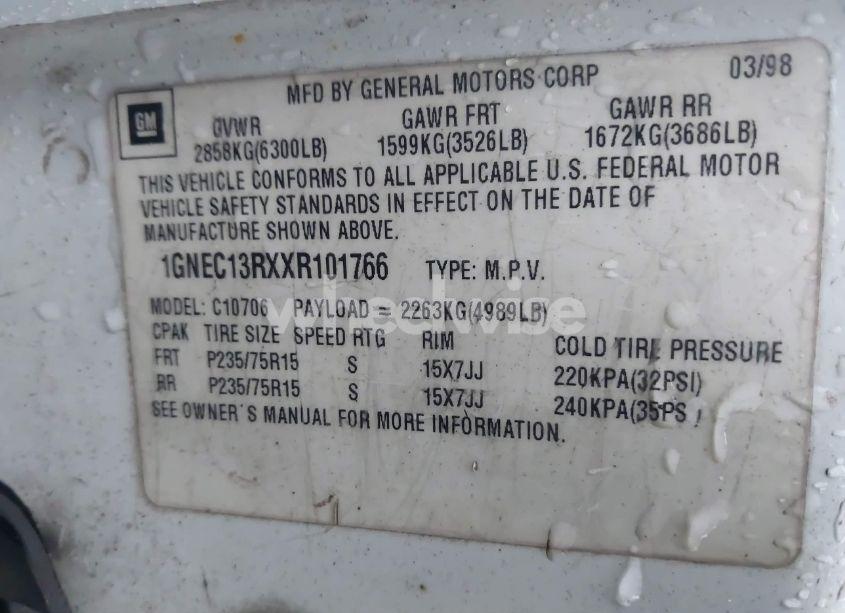 MFD BY GENERAL MOTORS CORP 03/98
GM
GVWR GAWR FRT GAWR RR
2858KG(6300LB) 1599KG(3526LB) 1672KG(3686LB)
THIS VEHICLE CONFORMS TO ALL APPLICABLE U.S. FEDERAL MOTOR
VEHICLE SAFETY STANDARDS IN EFFECT ON THE DATE OF
MANUFACTURE SHOWN ABOVE.
1GNEC13RXXR101766 TYPE: M.P.V.
MODEL: C10706 PAYLOAD = 2263KG(4989LB)
CPAK TIRE SIZE SPEED RTG RIM COLD TIRE PRESSURE
FRT P235/75R15 S 15X7JJ 220KPA(32PSI)
RR P235/75R15 S 15X7JJ 240KPA(35PS )
SEE OWNER'S MANUAL FOR MORE INFORMATION.